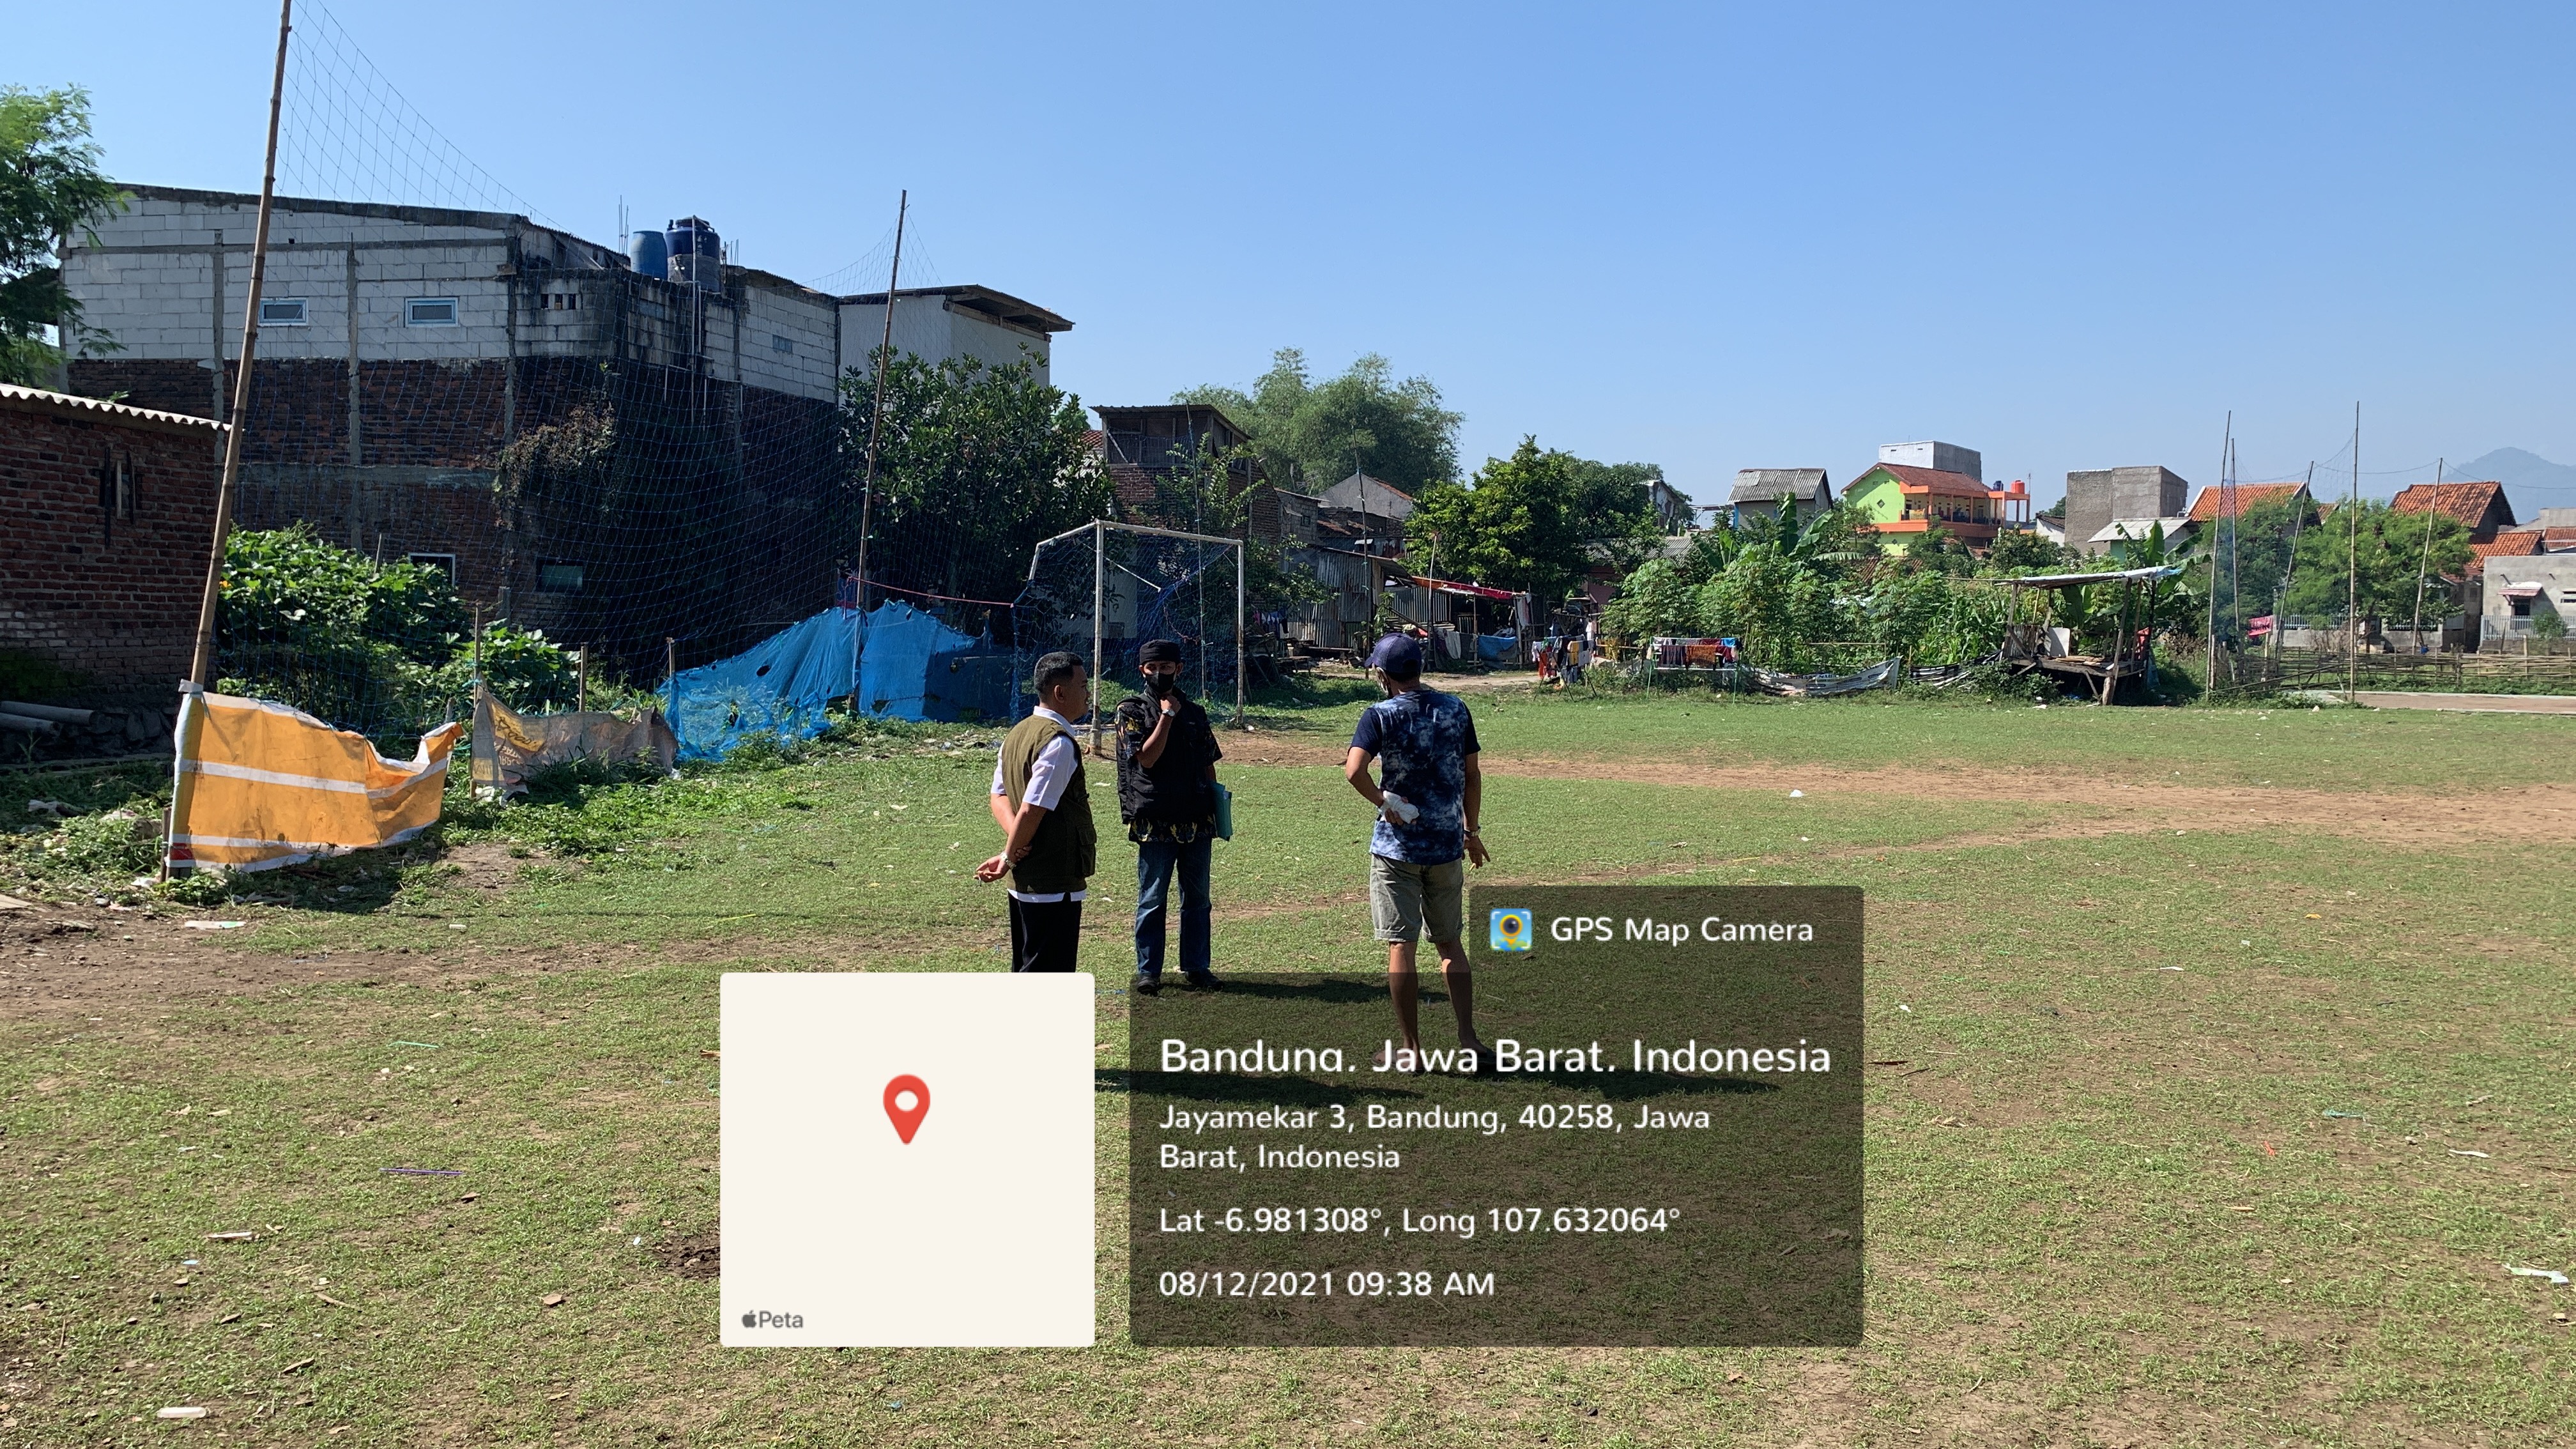 GPS Map Camera
Bandung, Jawa Barat, Indonesia
Jayamekar 3, Bandung, 40258, Jawa
Barat, Indonesia
Lat -6.981308°, Long 107.632064°
08/12/2021 09:38 AM
Peta